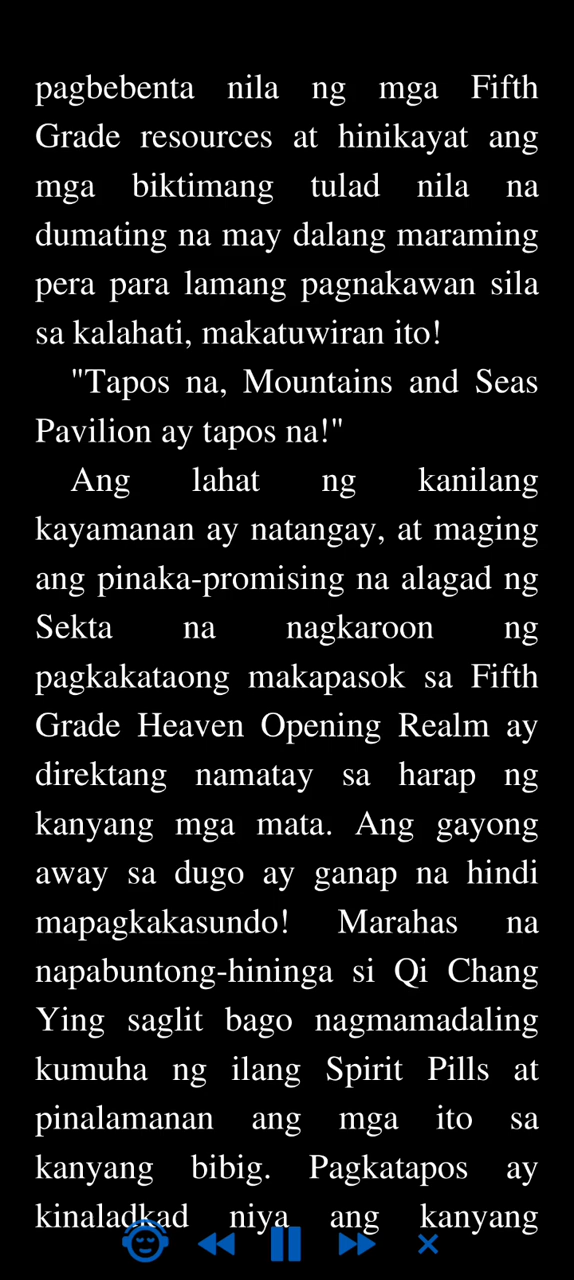 pagbebenta nila ng mga Fifth
Grade resources at hinikayat ang
mga biktimang tulad nila na
dumating na may dalang maraming
pera para lamang pagnakawan sila
sa kalahati, makatuwiran ito!
"Tapos na, Mountains and Seas
Pavilion ay tapos na!"
Ang lahat ng kanilang
kayamanan ay natangay, at maging
ang pinaka-promising na alagad ng
Sekta na nagkaroon ng
pagkakataong makapasok sa Fifth
Grade Heaven Opening Realm ay
direktang namatay sa harap ng
kanyang mga mata. Ang gayong
away sa dugo ay ganap na hindi
mapagkakasundo! Marahas na
napabuntong-hininga si Qi Chang
Ying saglit bago nagmamadaling
kumuha ng ilang Spirit Pills at
pinalamanan ang mga ito sa
kanyang bibig. Pagkatapos ay
kinaladkad niya ang kanyang